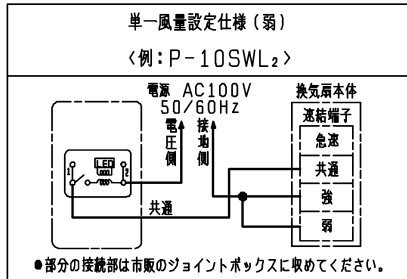 単一風量設定仕様（弱）
〈例：P-10SWL₂〉
電源 AC100V
50/60Hz
電圧側
接地側
換気扇本体
速結端子
急速
共通
強
弱
LED
1
2
共通
●部分の接続部は市販のジョイントボックスに収めてください。